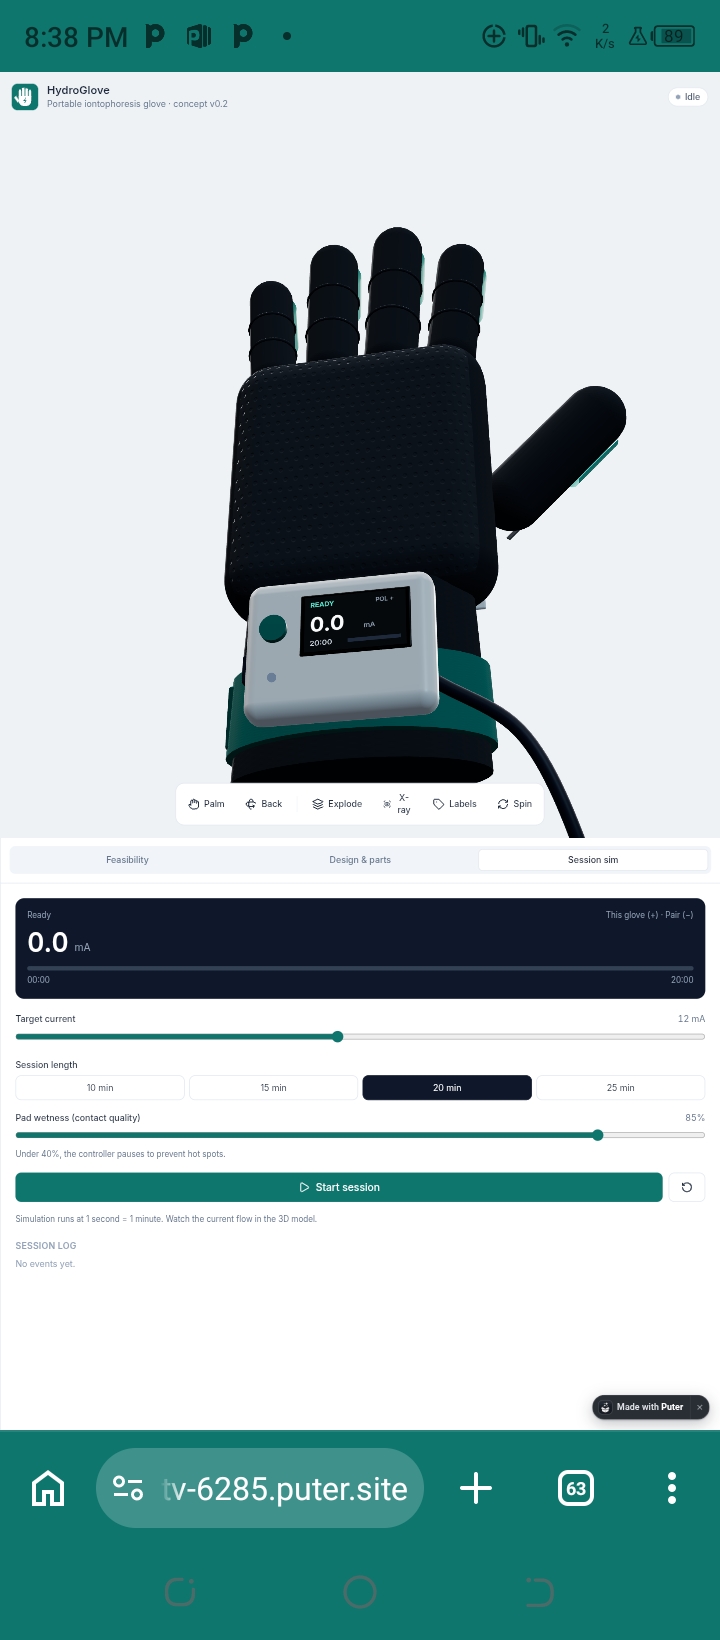 8:38 PM
2
K/s
89
HydroGlove
Portable iontophoresis glove · concept v0.2
Idle
READY
POL +
0.0
mA
20:00
Palm
Back
Explode
X-
ray
Labels
Spin
Feasibility
Design & parts
Session sim
Ready
This glove (+) · Pair (−)
0.0 mA
00:00
20:00
Target current
12 mA
Session length
10 min
15 min
20 min
25 min
Pad wetness (contact quality)
85%
Under 40%, the controller pauses to prevent hot spots.
Start session
Simulation runs at 1 second = 1 minute. Watch the current flow in the 3D model.
SESSION LOG
No events yet.
Made with Puter ×
tv-6285.puter.site
63